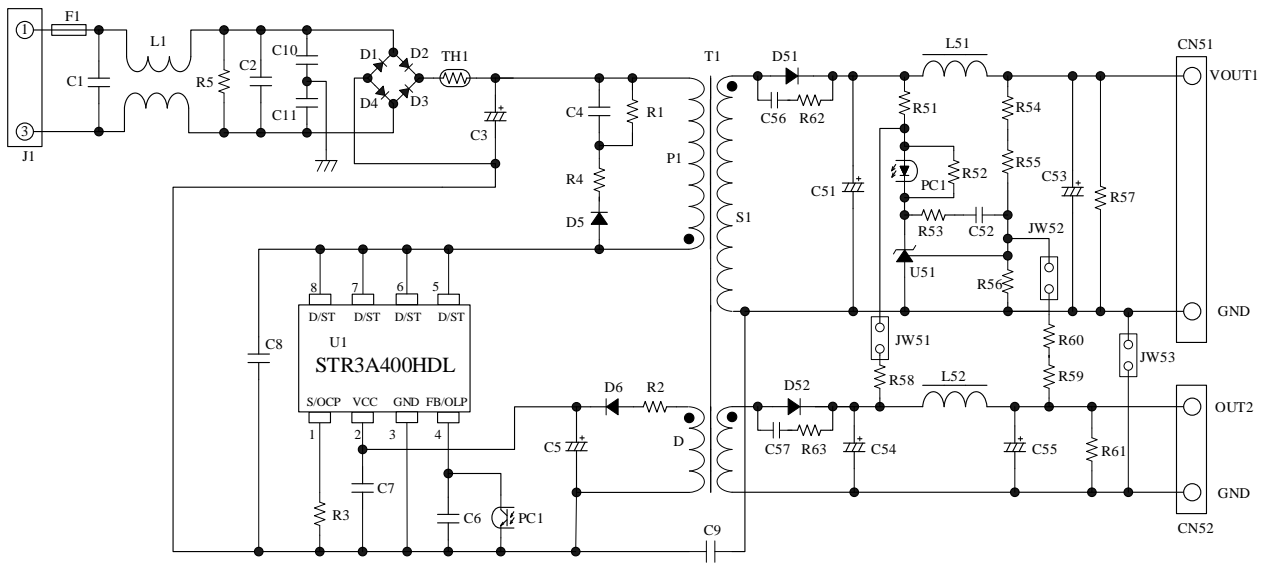 F1
1
L1
C1
R5
C2
C10
C11
3
J1
D1
D2
D4
D3
TH1
C3
C4
R1
R4
D5
P1
T1
S1
D51
C56
R62
L51
CN51
VOUT1
R51
R54
R55
R52
PC1
C51
C53
R57
R53
C52
JW52
U51
R56
GND
JW51
R60
JW53
R58
R59
8
7
6
5
D/ST
D/ST
D/ST
D/ST
U1
STR3A400HDL
S/OCP
VCC
GND
FB/OLP
1
2
3
4
C8
D6
R2
C5
D
C7
R3
C6
PC1
C9
D52
C57
R63
L52
C54
C55
R61
OUT2
GND
CN52